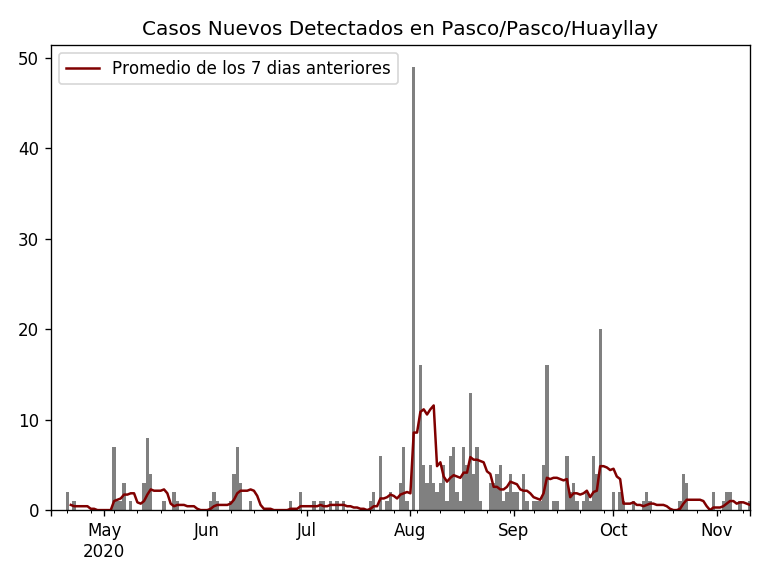 Casos Nuevos Detectados en Pasco/Pasco/Huayllay
Promedio de los 7 dias anteriores
50
40
30
20
10
0
May Jun Jul Aug Sep Oct Nov
2020